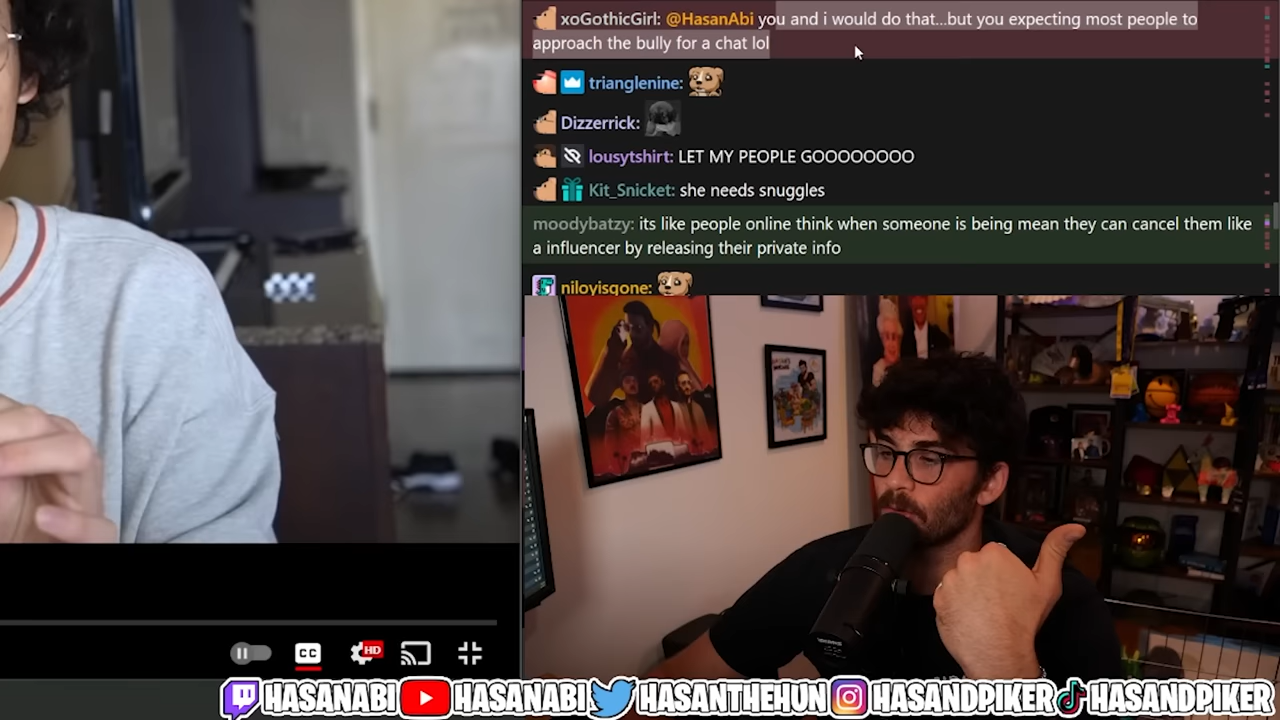 xoGothicGirl: @HasanAbi you and i would do that...but you expecting most people to
approach the bully for a chat lol
trianglenine:
Dizzerrick:
lousytshirt: LET MY PEOPLE GOOOOOOOO
Kit_Snicket: she needs snuggles
moodybatzy: its like people online think when someone is being mean they can cancel them like
a influencer by releasing their private info
niloyisgone:
CC HD
HASANABI HASANABI HASANTHEHUN HASANDPIKER HASANDPIKER